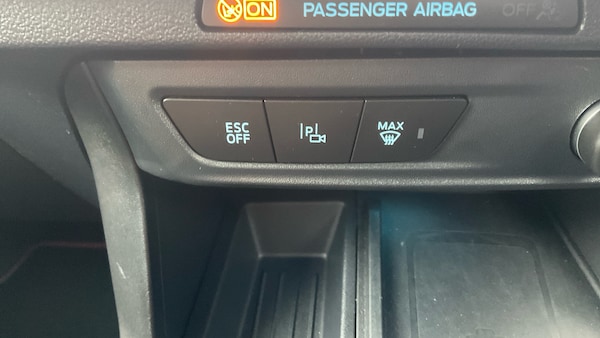 ON PASSENGER AIRBAG OFF
ESC OFF
P
MAX